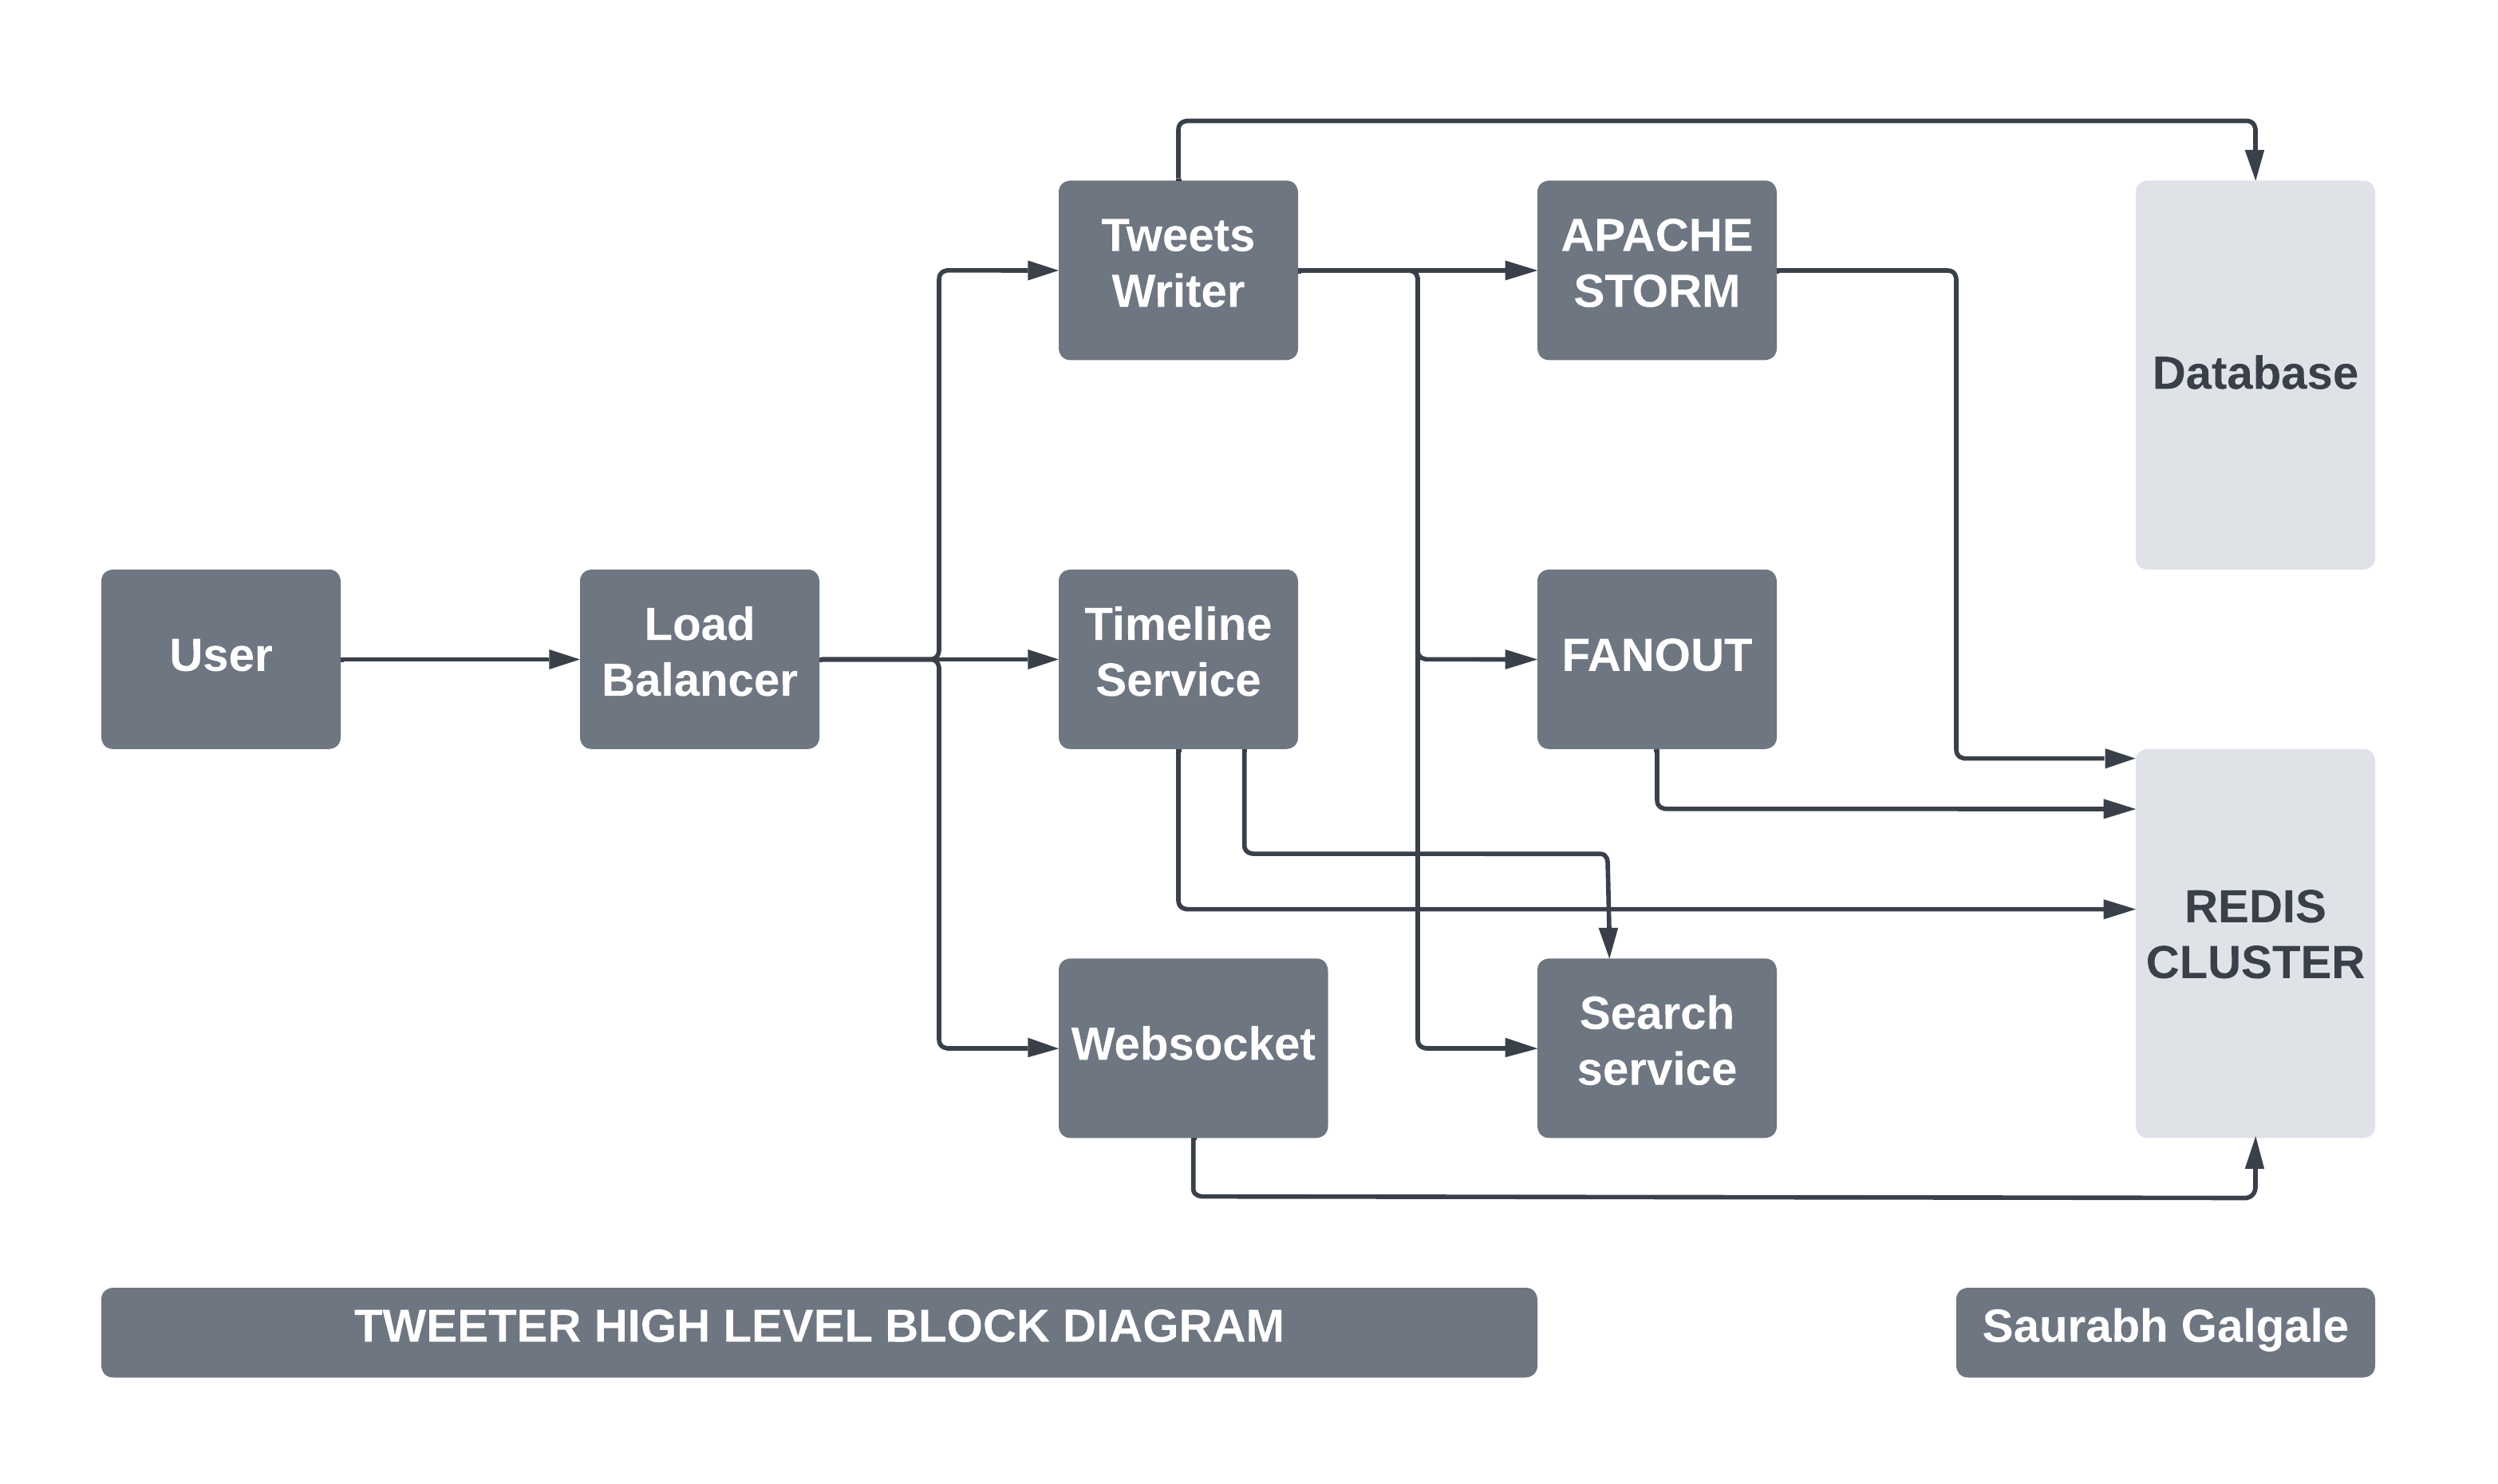 Tweets
Writer
APACHE
STORM
Database
User
Load
Balancer
Timeline
Service
FANOUT
REDIS
CLUSTER
Websocket
Search
service
TWEETER HIGH LEVEL BLOCK DIAGRAM
Saurabh Galgale